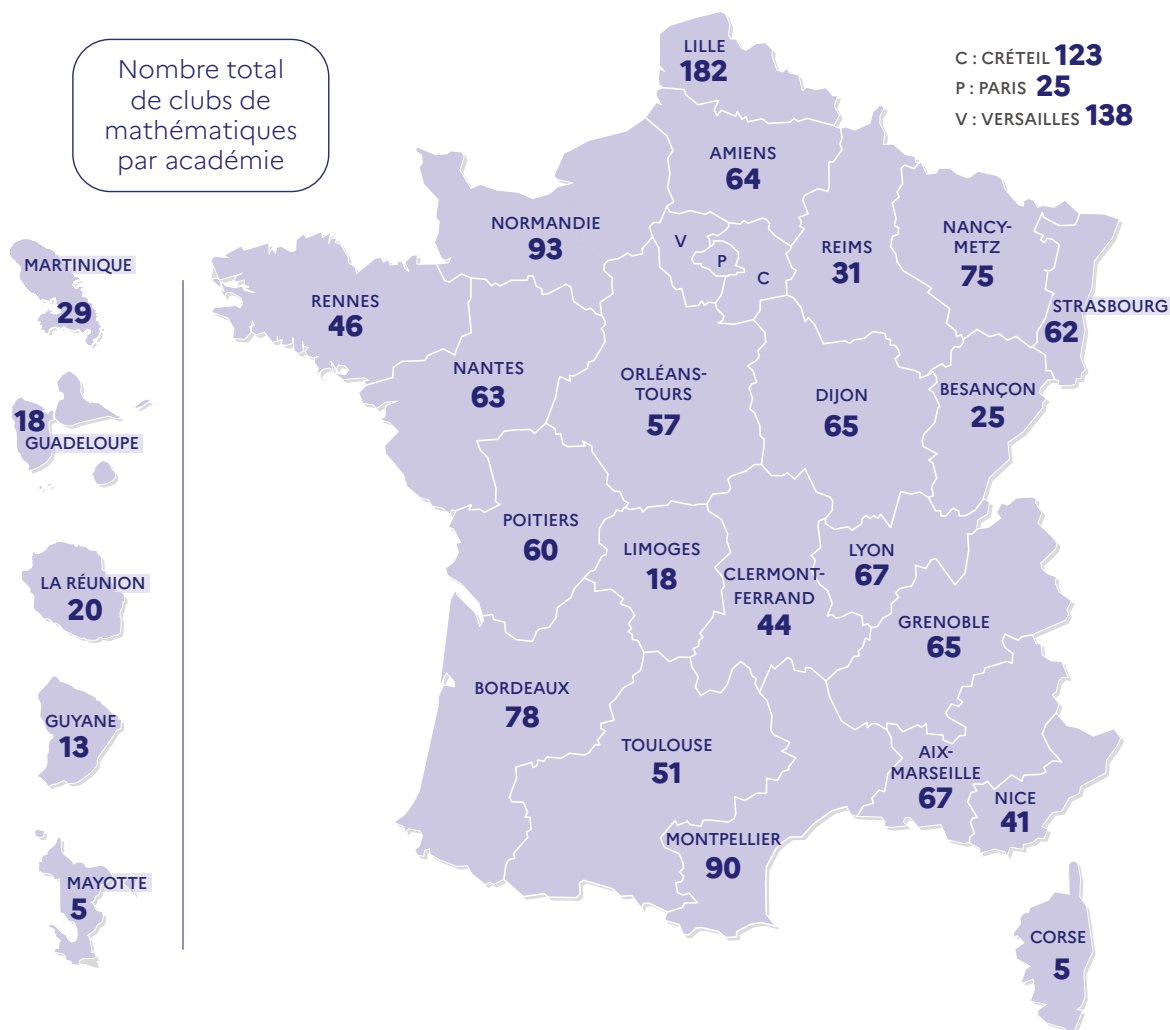 Nombre total
de clubs de
mathématiques
par académie
C : CRÉTEIL 123
P : PARIS 25
V : VERSAILLES 138
LILLE
182
AMIENS
64
NORMANDIE
93
V
P
C
REIMS
31
NANCY-
METZ
75
STRASBOURG
62
RENNES
46
NANTES
63
ORLÉANS-
TOURS
57
DIJON
65
BESANÇON
25
POITIERS
60
LIMOGES
18
CLERMONT-
FERRAND
44
LYON
67
GRENOBLE
65
BORDEAUX
78
TOULOUSE
51
MONTPELLIER
90
AIX-
MARSEILLE
67
NICE
41
CORSE
5
MARTINIQUE
29
18
GUADELOUPE
LA RÉUNION
20
GUYANE
13
MAYOTTE
5